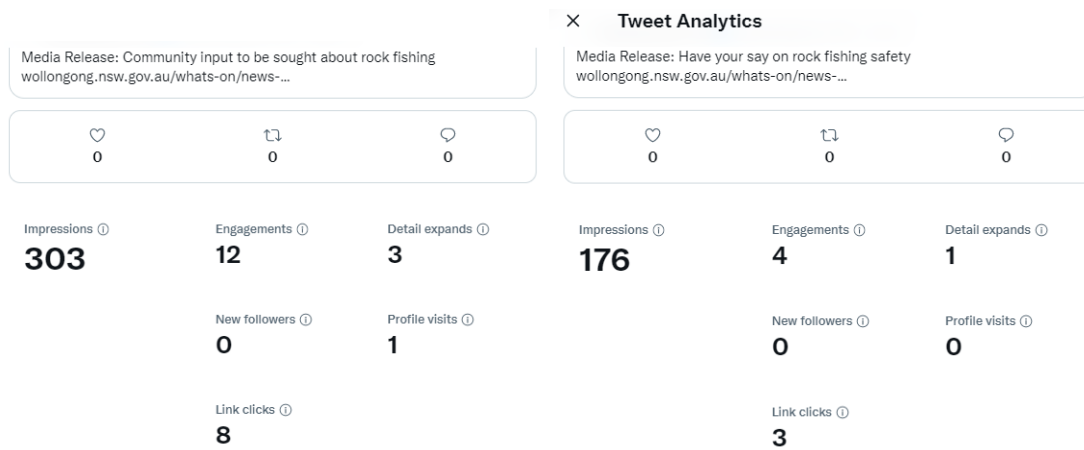 Tweet Analytics
Media Release: Community input to be sought about rock fishing
wollongong.nsw.gov.au/whats-on/news-...
0 0 0
Impressions Engagements Detail expands
303 12 3
New followers Profile visits
0 1
Link clicks
8
Media Release: Have your say on rock fishing safety
wollongong.nsw.gov.au/whats-on/news-...
0 0 0
Impressions Engagements Detail expands
176 4 1
New followers Profile visits
0 0
Link clicks
3